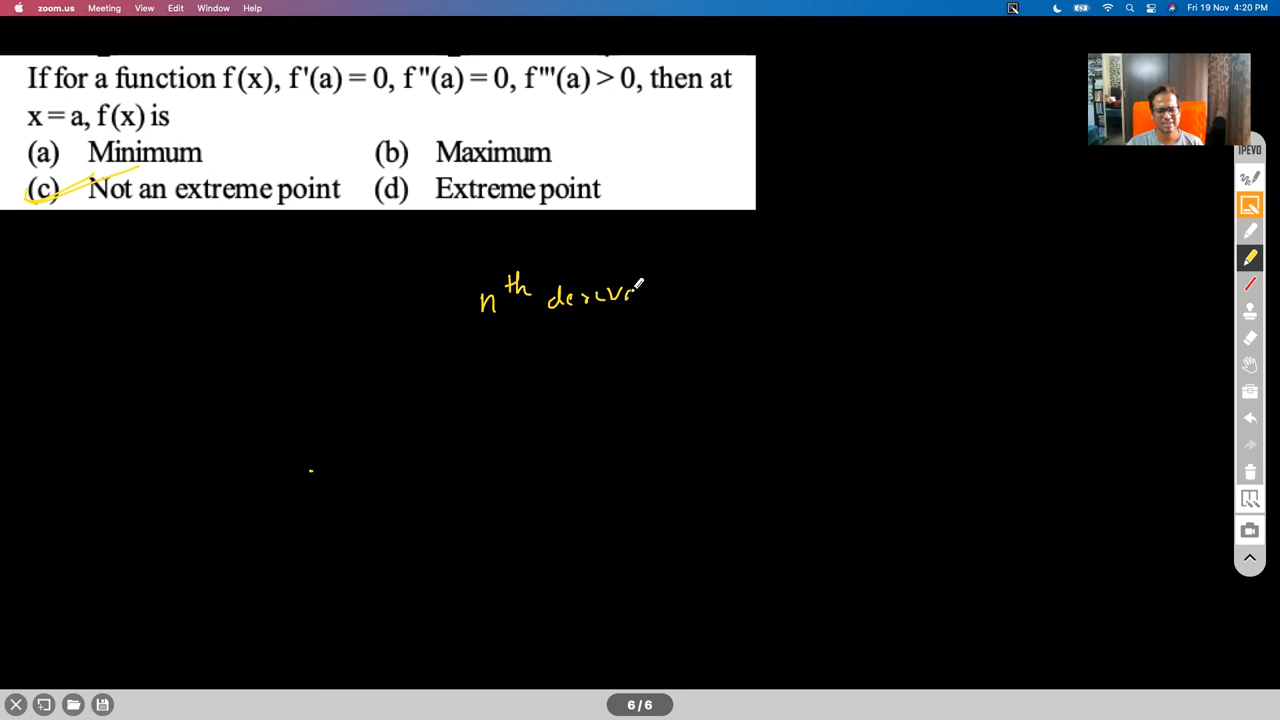 zoom.us Meeting View Edit Window Help Fri 19 Nov 4:20 PM
If for a function f (x), f '(a) = 0, f "(a) = 0, f '''(a) > 0, then at
x = a, f (x) is
(a) Minimum (b) Maximum
(c) Not an extreme point (d) Extreme point
IPEVO
nth
6 / 6